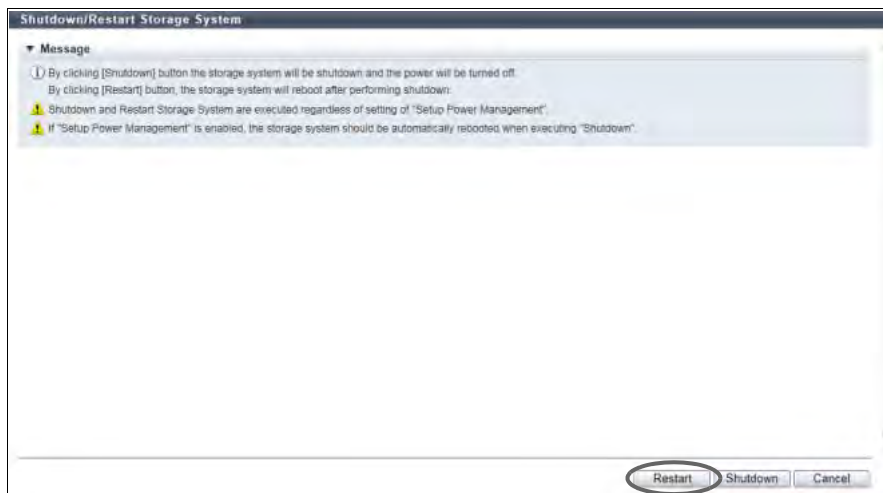 Shutdown/Restart Storage System
Message
By clicking [Shutdown] button the storage system will be shutdown and the power will be turned off.
By clicking [Restart] button, the storage system will reboot after performing shutdown.
Shutdown and Restart Storage System are executed regardless of setting of "Setup Power Management".
If "Setup Power Management" is enabled, the storage system should be automatically rebooted when executing "Shutdown".
Restart Shutdown Cancel